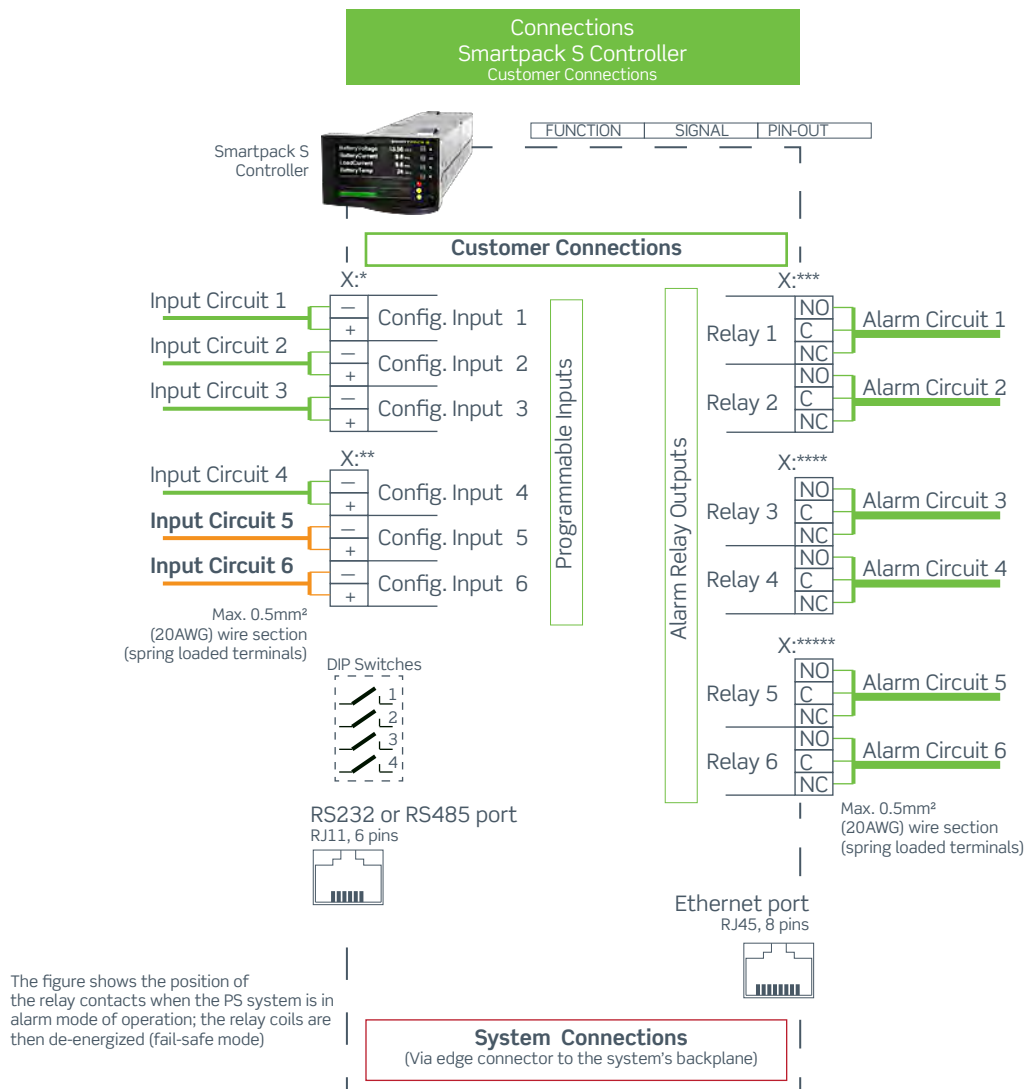 Connections
Smartpack S Controller
Customer Connections
FUNCTION SIGNAL PIN-OUT
Smartpack S
Controller
BatteryVoltage
BatteryCurrent
LoadCurrent
BatteryTemp
Customer Connections
X:*
Input Circuit 1
–
+
Config. Input 1
Input Circuit 2
–
+
Config. Input 2
Input Circuit 3
–
+
Config. Input 3
X:**
Input Circuit 4
–
+
Config. Input 4
Input Circuit 5
–
+
Config. Input 5
Input Circuit 6
–
+
Config. Input 6
Max. 0.5mm²
(20AWG) wire section
(spring loaded terminals)
Programmable Inputs
DIP Switches
1
2
3
4
RS232 or RS485 port
RJ11, 6 pins
Alarm Relay Outputs
X:***
Relay 1
NO
C
NC
Alarm Circuit 1
Relay 2
NO
C
NC
Alarm Circuit 2
X:****
Relay 3
NO
C
NC
Alarm Circuit 3
Relay 4
NO
C
NC
Alarm Circuit 4
X:*****
Relay 5
NO
C
NC
Alarm Circuit 5
Relay 6
NO
C
NC
Alarm Circuit 6
Max. 0.5mm²
(20AWG) wire section
(spring loaded terminals)
Ethernet port
RJ45, 8 pins
The figure shows the position of
the relay contacts when the PS system is in
alarm mode of operation; the relay coils are
then de-energized (fail-safe mode)
System Connections
(Via edge connector to the system's backplane)